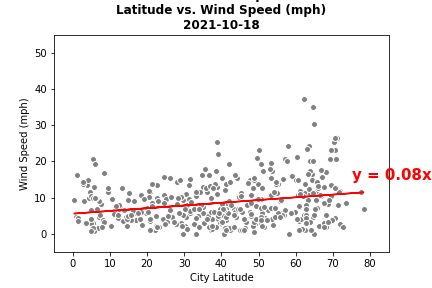 Latitude vs. Wind Speed (mph)
2021-10-18
50
40
30
20
10
0
Wind Speed (mph)
y = 0.08x
0 10 20 30 40 50 60 70 80
City Latitude